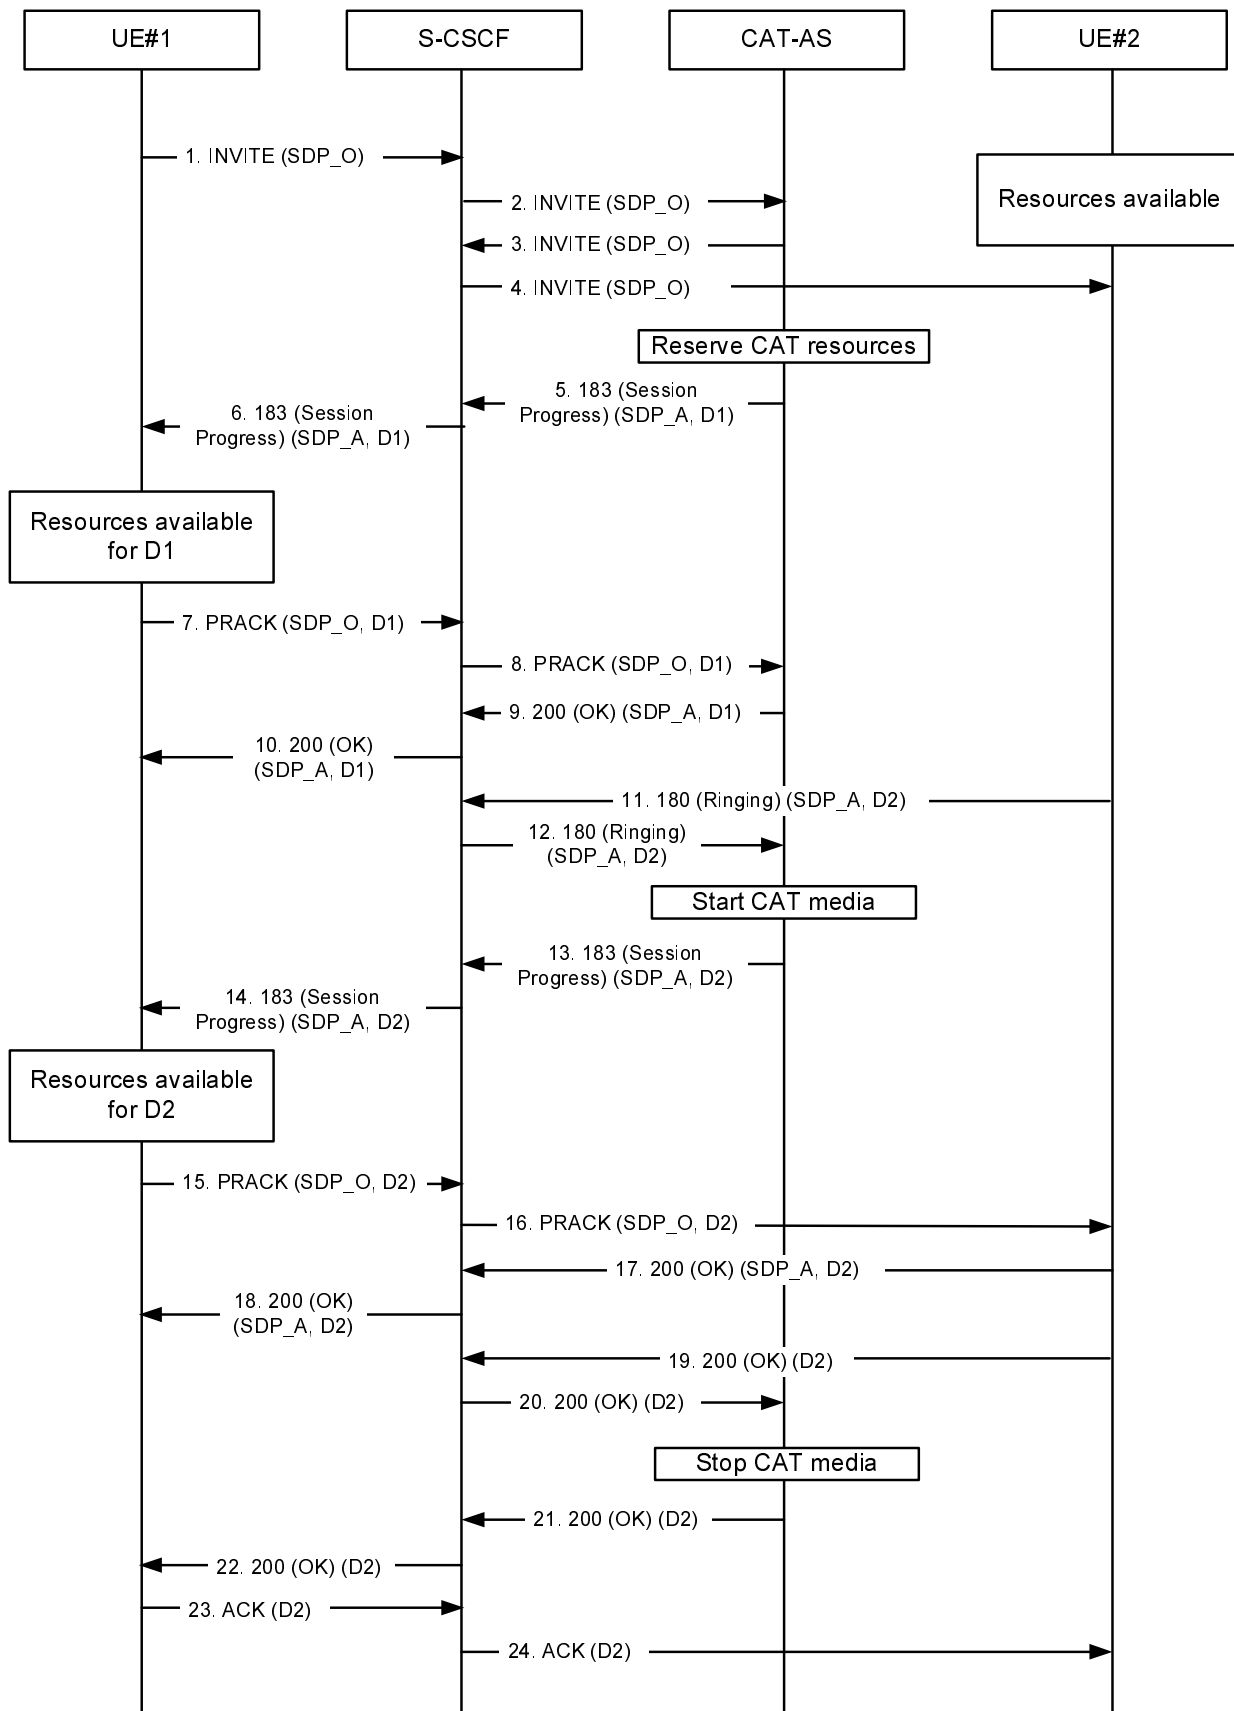 UE#1
S-CSCF
CAT-AS
UE#2
1. INVITE (SDP_O)
Resources available
2. INVITE (SDP_O)
3. INVITE (SDP_O)
4. INVITE (SDP_O)
Reserve CAT resources
5. 183 (Session
Progress) (SDP_A, D1)
6. 183 (Session
Progress) (SDP_A, D1)
Resources available
for D1
7. PRACK (SDP_O, D1)
8. PRACK (SDP_O, D1)
9. 200 (OK) (SDP_A, D1)
10. 200 (OK)
(SDP_A, D1)
11. 180 (Ringing) (SDP_A, D2)
12. 180 (Ringing)
(SDP_A, D2)
Start CAT media
13. 183 (Session
Progress) (SDP_A, D2)
14. 183 (Session
Progress) (SDP_A, D2)
Resources available
for D2
15. PRACK (SDP_O, D2)
16. PRACK (SDP_O, D2)
17. 200 (OK) (SDP_A, D2)
18. 200 (OK)
(SDP_A, D2)
19. 200 (OK) (D2)
20. 200 (OK) (D2)
Stop CAT media
21. 200 (OK) (D2)
22. 200 (OK) (D2)
23. ACK (D2)
24. ACK (D2)